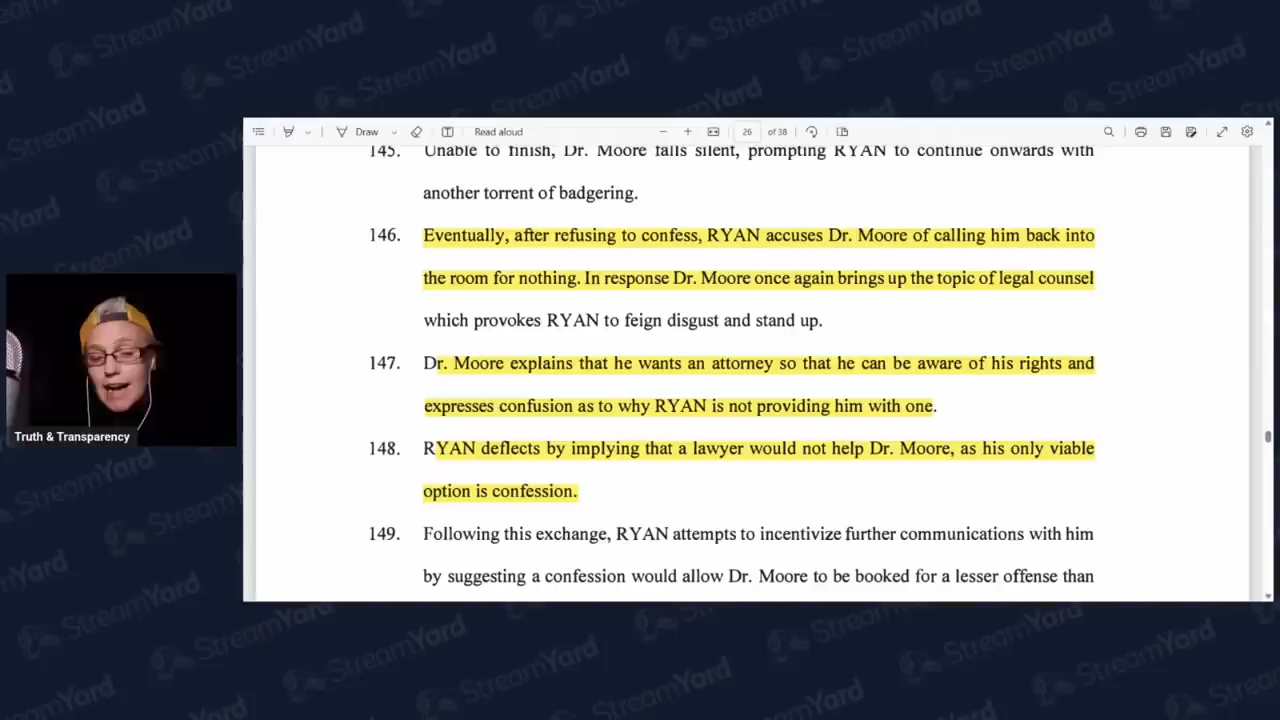 StreamYard
Draw
Read aloud
26 of 38
145. Unable to finish, Dr. Moore falls silent, prompting RYAN to continue onwards with
another torrent of badgering.
146. Eventually, after refusing to confess, RYAN accuses Dr. Moore of calling him back into
the room for nothing. In response Dr. Moore once again brings up the topic of legal counsel
which provokes RYAN to feign disgust and stand up.
147. Dr. Moore explains that he wants an attorney so that he can be aware of his rights and
expresses confusion as to why RYAN is not providing him with one.
148. RYAN deflects by implying that a lawyer would not help Dr. Moore, as his only viable
option is confession.
149. Following this exchange, RYAN attempts to incentivize further communications with him
by suggesting a confession would allow Dr. Moore to be booked for a lesser offense than
Truth & Transparency